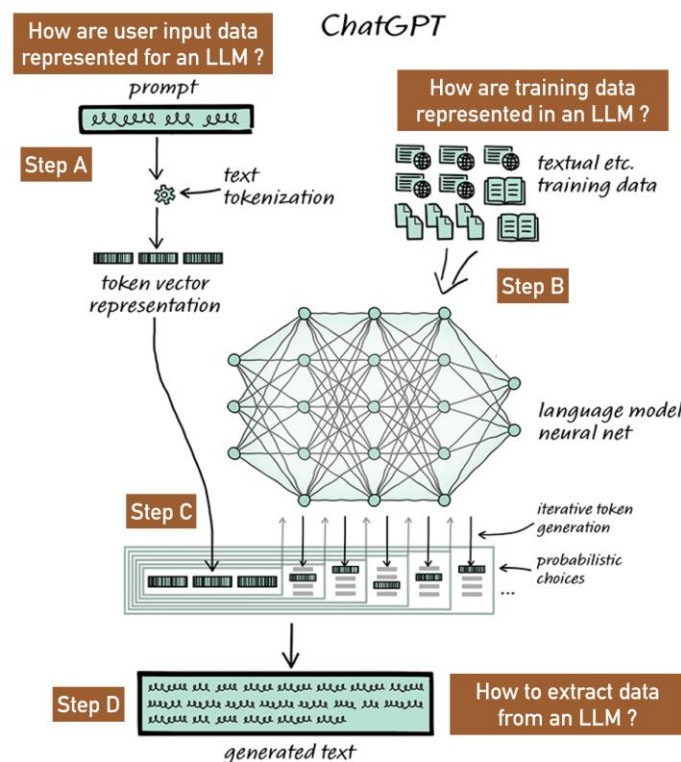 ChatGPT
How are user input data
represented for an LLM ?
prompt
Step A
text
tokenization
token vector
representation
How are training data
represented in an LLM ?
textual etc.
training data
Step B
language model
neural net
Step C
iterative token
generation
probabilistic
choices
...
Step D
generated text
How to extract data
from an LLM ?